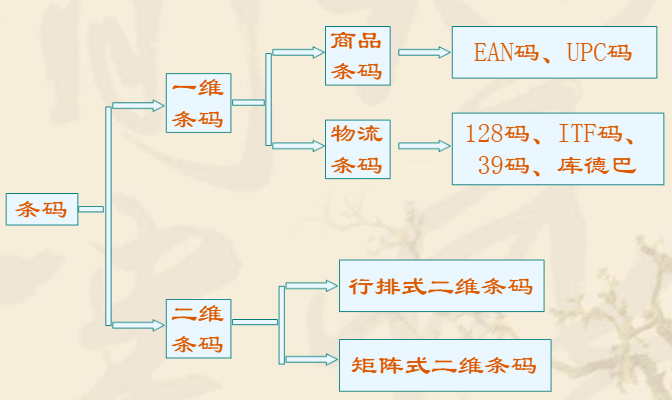 条码
一维
条码
商品
条码
EAN码、UPC码
物流
条码
128码、ITF码、
39码、库德巴
二维
条码
行排式二维条码
矩阵式二维条码